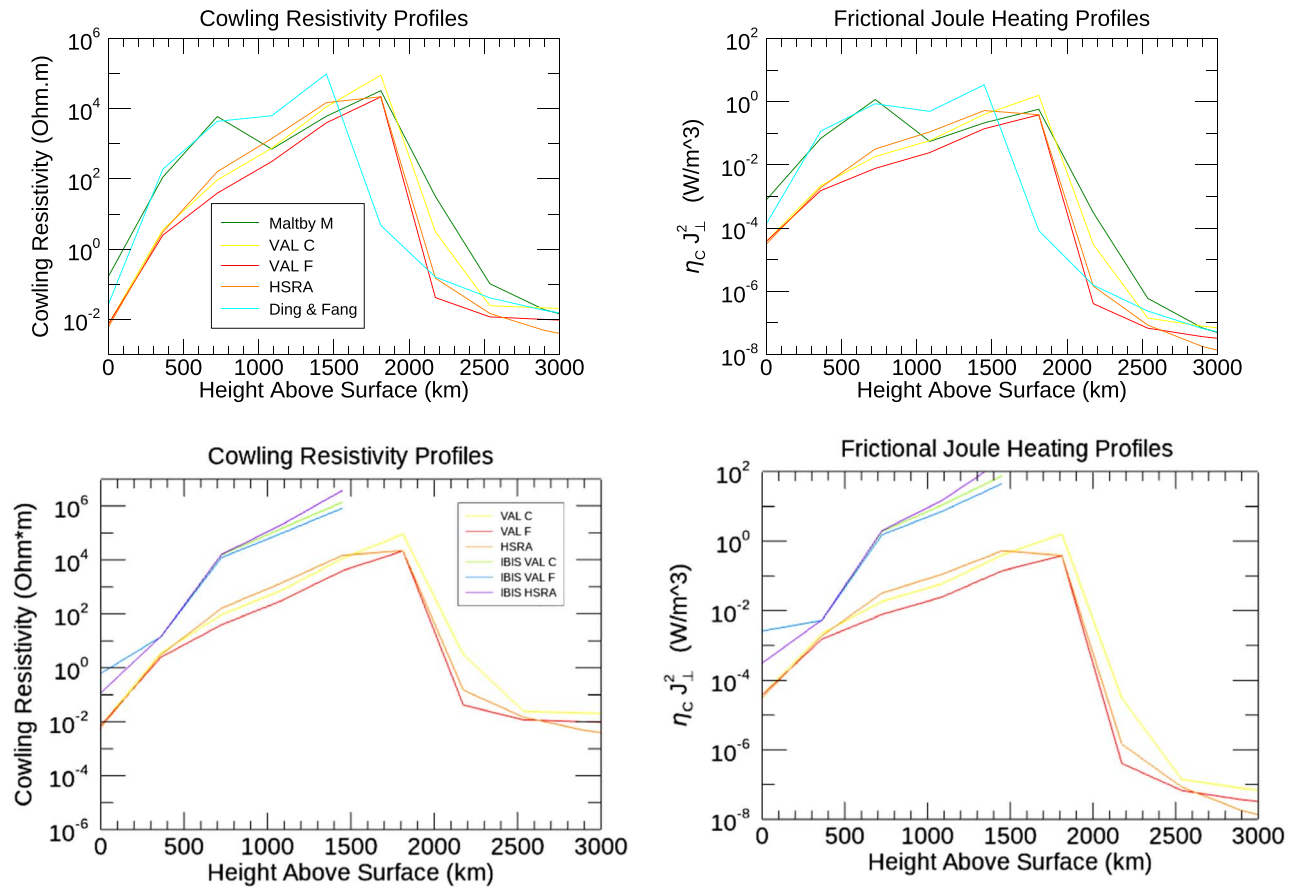 Cowling Resistivity Profiles
Cowling Resistivity (Ohm.m)
10^6
10^4
10^2
10^0
10^-2
Maltby M
VAL C
VAL F
HSRA
Ding & Fang
0 500 1000 1500 2000 2500 3000
Height Above Surface (km)
Frictional Joule Heating Profiles
η_C J_⊥^2 (W/m^3)
10^2
10^0
10^-2
10^-4
10^-6
10^-8
0 500 1000 1500 2000 2500 3000
Height Above Surface (km)
Cowling Resistivity Profiles
Cowling Resistivity (Ohm*m)
10^6
10^4
10^2
10^0
10^-2
10^-4
10^-6
VAL C
VAL F
HSRA
IBIS VAL C
IBIS VAL F
IBIS HSRA
0 500 1000 1500 2000 2500 3000
Height Above Surface (km)
Frictional Joule Heating Profiles
η_C J_⊥^2 (W/m^3)
10^2
10^0
10^-2
10^-4
10^-6
10^-8
0 500 1000 1500 2000 2500 3000
Height Above Surface (km)